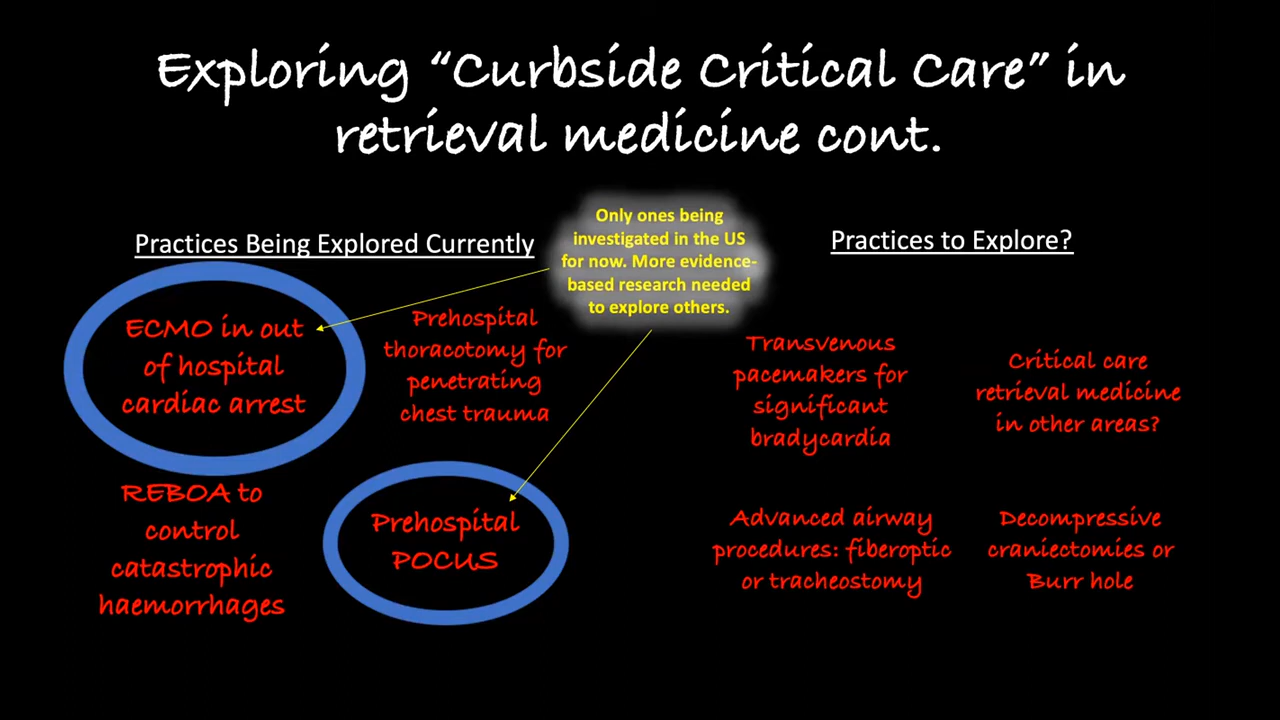 Exploring “Curbside Critical Care” in
retrieval medicine cont.
Only ones being
investigated in the US
for now. More evidence-
based research needed
to explore others.
Practices Being Explored Currently
ECMO in out
of hospital
cardiac arrest
Prehospital
thoracotomy for
penetrating
chest trauma
REBOA to
control
catastrophic
haemorrhages
Prehospital
POCUS
Practices to Explore?
Transvenous
pacemakers for
significant
bradycardia
Critical care
retrieval medicine
in other areas?
Advanced airway
procedures: fiberoptic
or tracheostomy
Decompressive
craniectomies or
Burr hole